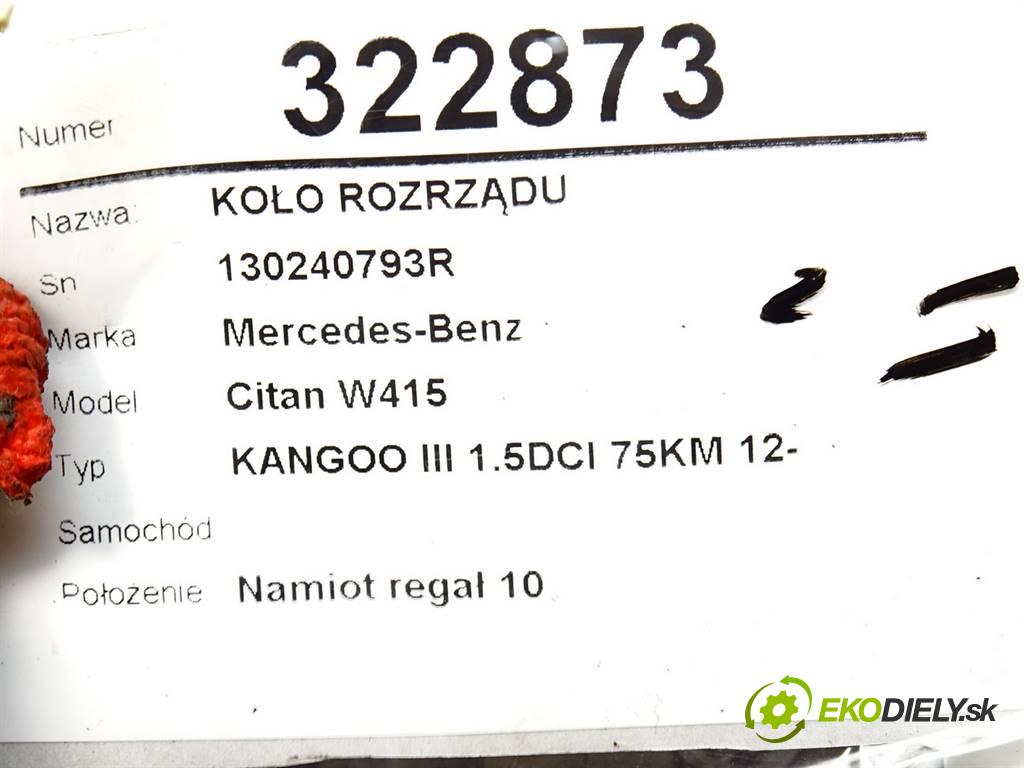 Numer 322873
Nazwa: KOŁO ROZRZĄDU
Sn 130240793R
Marka Mercedes-Benz
Model Citan W415
Typ KANGOO III 1.5DCI 75KM 12-
Samochód
Położenie Namiot regał 10
EKODIELY.sk